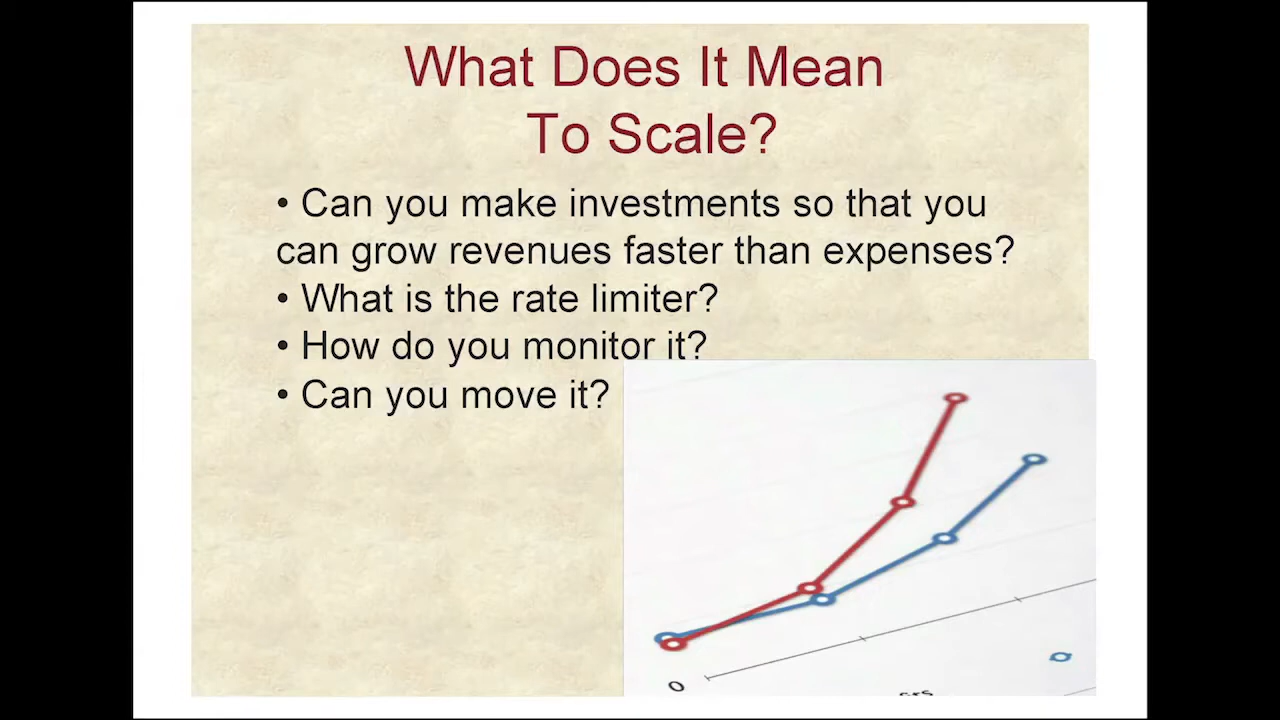 What Does It Mean
To Scale?
• Can you make investments so that you
can grow revenues faster than expenses?
• What is the rate limiter?
• How do you monitor it?
• Can you move it?
0